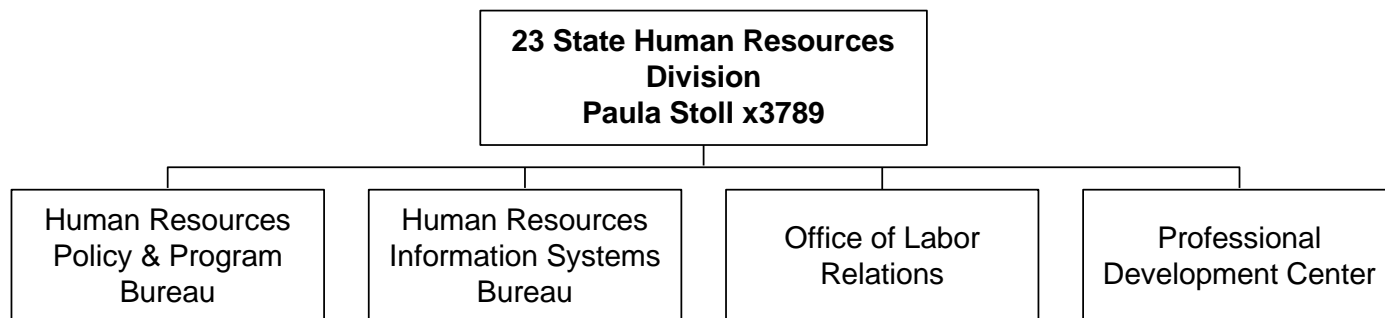 23 State Human Resources
Division
Paula Stoll x3789
Human Resources
Policy & Program
Bureau
Human Resources
Information Systems
Bureau
Office of Labor
Relations
Professional
Development Center